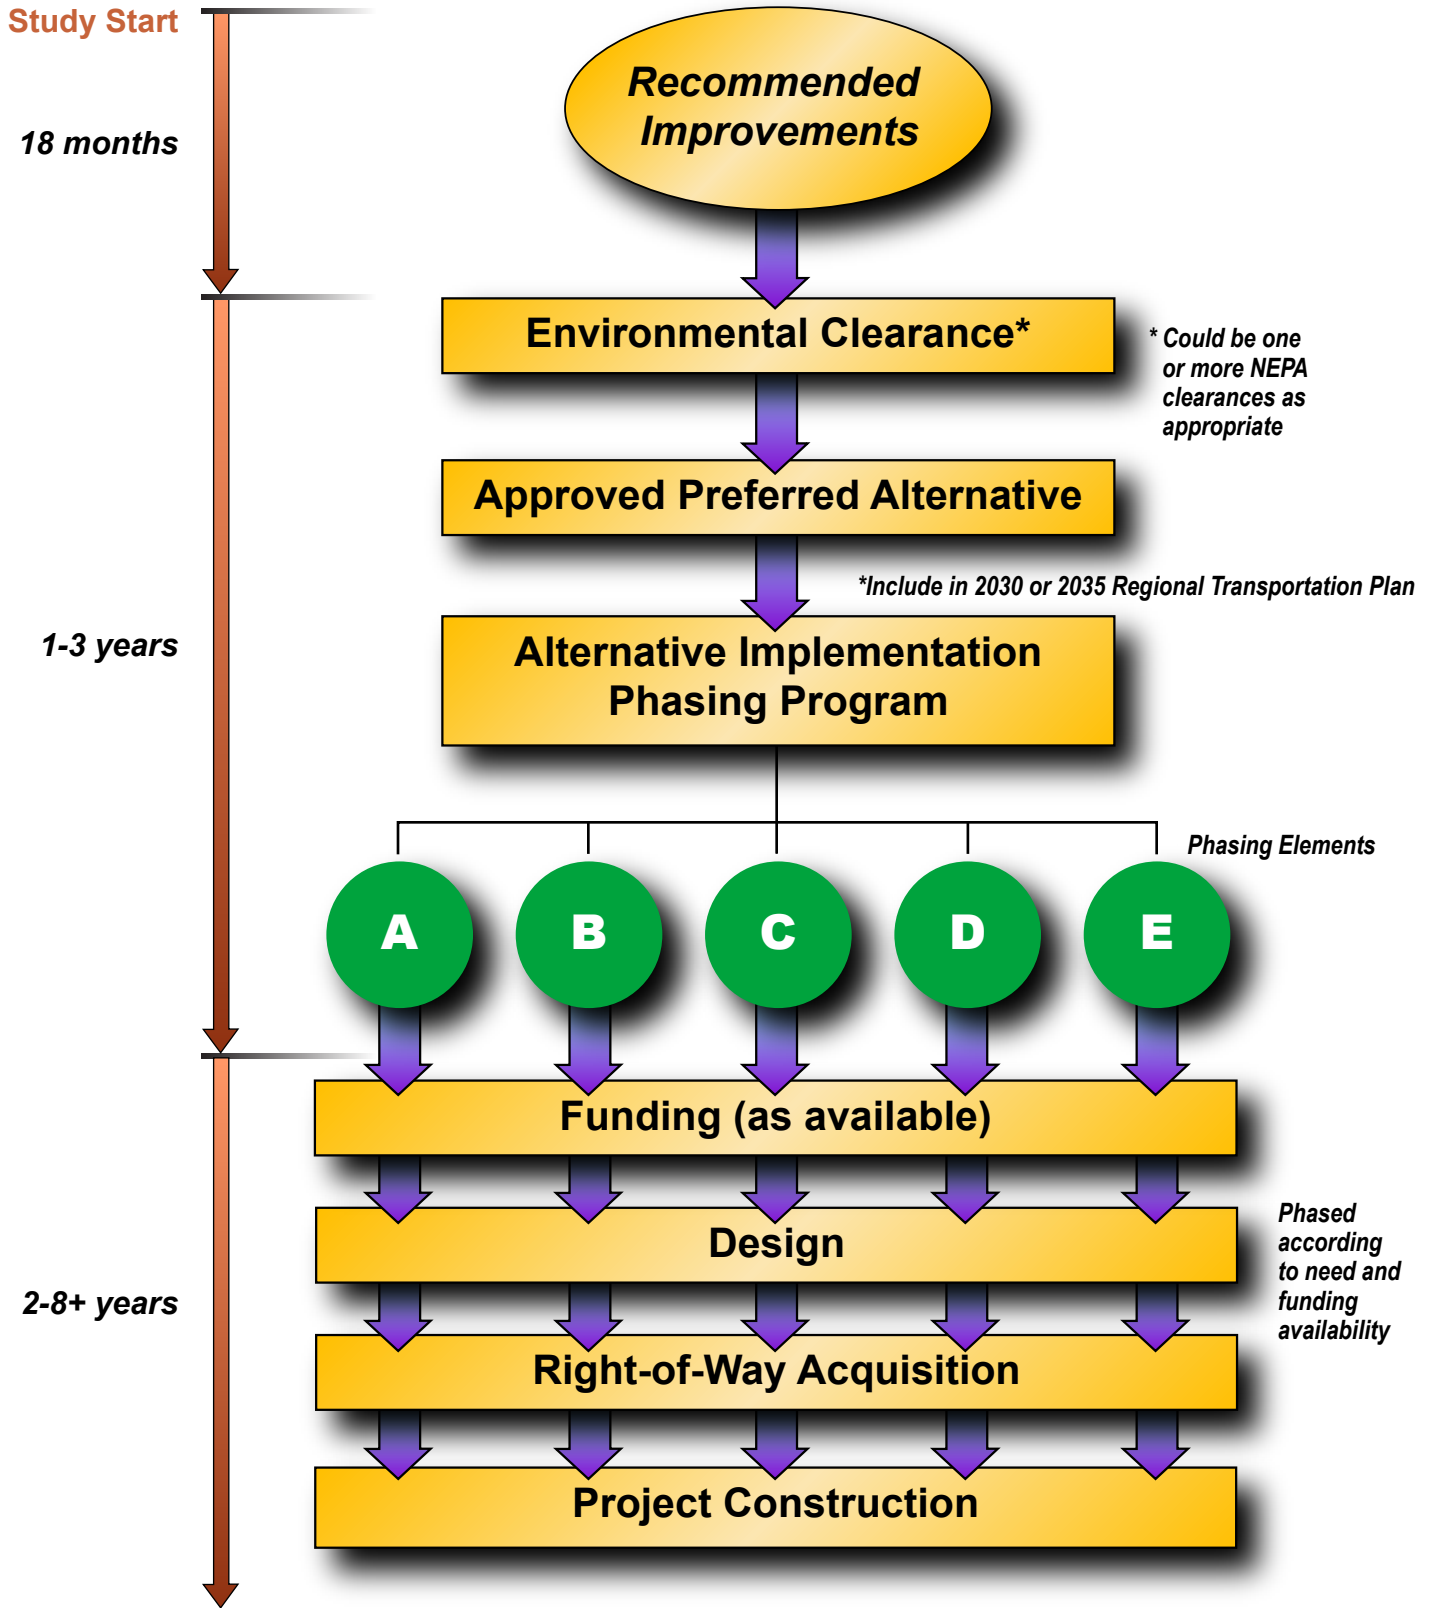 Study Start
Recommended
Improvements
18 months
Environmental Clearance*
* Could be one
or more NEPA
clearances as
appropriate
Approved Preferred Alternative
*Include in 2030 or 2035 Regional Transportation Plan
1-3 years
Alternative Implementation
Phasing Program
Phasing Elements
A B C D E
Funding (as available)
Design
Phased
according
to need and
funding
availability
2-8+ years
Right-of-Way Acquisition
Project Construction